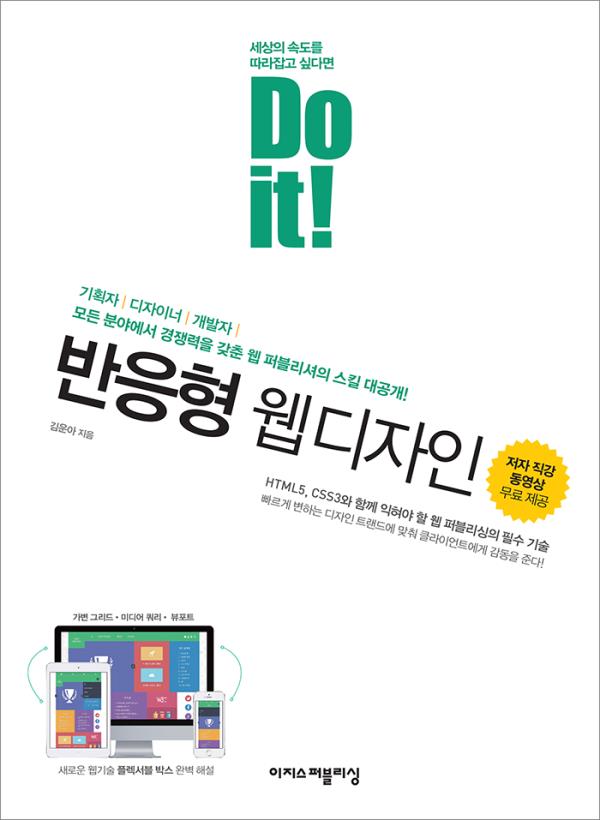 세상의 속도를
따라잡고 싶다면
Do
it!
기획자 | 디자이너 | 개발자 |
모든 분야에서 경쟁력을 갖춘 웹 퍼블리셔의 스킬 대공개!
반응형 웹 디자인
김운아 지음
저자 직강
동영상
무료 제공
HTML5, CSS3와 함께 익혀야 할 웹 퍼블리싱의 필수 기술
빠르게 변하는 디자인 트랜드에 맞춰 클라이언트에게 감동을 준다!
가변 그리드 • 미디어 쿼리 • 뷰포트
새로운 웹기술 플렉서블 박스 완벽 해설
이지스퍼블리싱